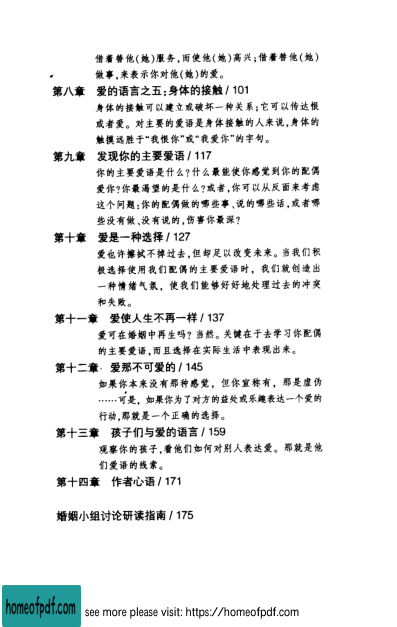 借着替他(她)服务,而使他(她)高兴;借着替他(她)
做事,来表示你对他(她)的爱。
第八章 爱的语言之五:身体的接触 / 101
身体的接触可以建立或破坏一种关系;它可以传达恨
或者爱。对主要的爱语是身体接触的人来说,身体的
触摸远胜于“我恨你”或“我爱你”的字句。
第九章 发现你的主要爱语 / 117
你的主要爱语是什么?什么最能使你感觉到你的配偶
爱你?你最渴望的是什么?或者,你可以从反面来考虑
这个问题:你的配偶做的哪些事、说的哪些话,或者哪
些没有做、没有说的,伤害你最深?
第十章 爱是一种选择 / 127
爱也许擦拭不掉过去,但却足以改变未来。当我们积
极选择使用我们配偶的主要爱语时,我们就创造出
一种情绪气氛,使我们能够好好地处理过去的冲突
和失败。
第十一章 爱使人生不再一样 / 137
爱可在婚姻中再生吗?当然。关键在于去学习你配偶
的主要爱语,而且选择在实际生活中表现出来。
第十二章· 爱那不可爱的 / 145
如果你本来没有那种感觉,但你宣称有,那是虚伪
……可是,如果你为了对方的益处或乐趣表达一个爱的
行动,那就是一个正确的选择。
第十三章 孩子们与爱的语言 / 159
观察你的孩子,看他们如何对别人表达爱。那就是他
们爱语的线索。
第十四章 作者心语 / 171
婚姻小组讨论研读指南 / 175
homeofpdf.com see more please visit: https://homeofpdf.com